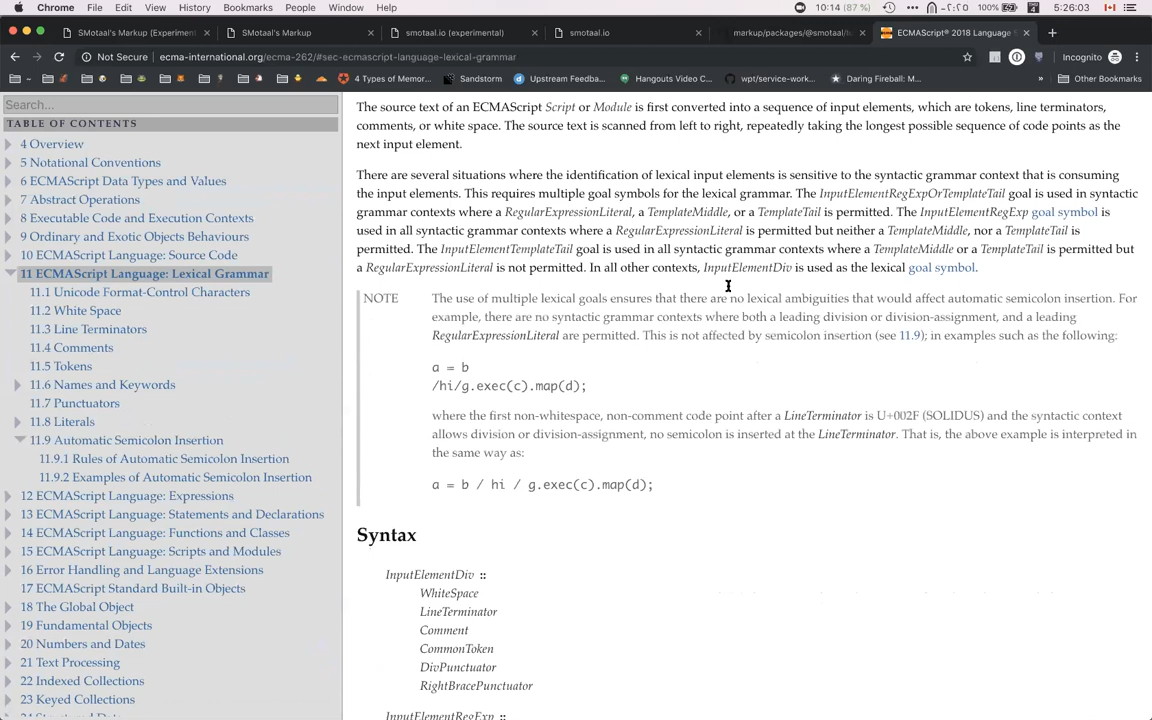 Chrome File Edit View History Bookmarks People Window Help 10:14 (87 %) 100% 5:26:03
SMotaal's Markup (Experiment SMotaal's Markup smotaal.io (experimental) smotaal.io markup/packages/@smotaal/t ECMAScript® 2018 Language S
Not Secure ecma-international.org/ecma-262/#sec-ecmascript-language-lexical-grammar Incognito
4 Types of Memor... Sandstorm Upstream Feedba... Hangouts Video C... wpt/service-work... Daring Fireball: M... » Other Bookmarks
Search...
TABLE OF CONTENTS
4 Overview
5 Notational Conventions
6 ECMAScript Data Types and Values
7 Abstract Operations
8 Executable Code and Execution Contexts
9 Ordinary and Exotic Objects Behaviours
10 ECMAScript Language: Source Code
11 ECMAScript Language: Lexical Grammar
11.1 Unicode Format-Control Characters
11.2 White Space
11.3 Line Terminators
11.4 Comments
11.5 Tokens
11.6 Names and Keywords
11.7 Punctuators
11.8 Literals
11.9 Automatic Semicolon Insertion
11.9.1 Rules of Automatic Semicolon Insertion
11.9.2 Examples of Automatic Semicolon Insertion
12 ECMAScript Language: Expressions
13 ECMAScript Language: Statements and Declarations
14 ECMAScript Language: Functions and Classes
15 ECMAScript Language: Scripts and Modules
16 Error Handling and Language Extensions
17 ECMAScript Standard Built-in Objects
18 The Global Object
19 Fundamental Objects
20 Numbers and Dates
21 Text Processing
22 Indexed Collections
23 Keyed Collections
The source text of an ECMAScript Script or Module is first converted into a sequence of input elements, which are tokens, line terminators,
comments, or white space. The source text is scanned from left to right, repeatedly taking the longest possible sequence of code points as the
next input element.
There are several situations where the identification of lexical input elements is sensitive to the syntactic grammar context that is consuming
the input elements. This requires multiple goal symbols for the lexical grammar. The InputElementRegExpOrTemplateTail goal is used in syntactic
grammar contexts where a RegularExpressionLiteral, a TemplateMiddle, or a TemplateTail is permitted. The InputElementRegExp goal symbol is
used in all syntactic grammar contexts where a RegularExpressionLiteral is permitted but neither a TemplateMiddle, nor a TemplateTail is
permitted. The InputElementTemplateTail goal is used in all syntactic grammar contexts where a TemplateMiddle or a TemplateTail is permitted but
a RegularExpressionLiteral is not permitted. In all other contexts, InputElementDiv is used as the lexical goal symbol.
NOTE The use of multiple lexical goals ensures that there are no lexical ambiguities that would affect automatic semicolon insertion. For
example, there are no syntactic grammar contexts where both a leading division or division-assignment, and a leading
RegularExpressionLiteral are permitted. This is not affected by semicolon insertion (see 11.9); in examples such as the following:
a = b
/hi/g.exec(c).map(d);
where the first non-whitespace, non-comment code point after a LineTerminator is U+002F (SOLIDUS) and the syntactic context
allows division or division-assignment, no semicolon is inserted at the LineTerminator. That is, the above example is interpreted in
the same way as:
a = b / hi / g.exec(c).map(d);
Syntax
InputElementDiv ::
WhiteSpace
LineTerminator
Comment
CommonToken
DivPunctuator
RightBracePunctuator
InputElementRegExp ::